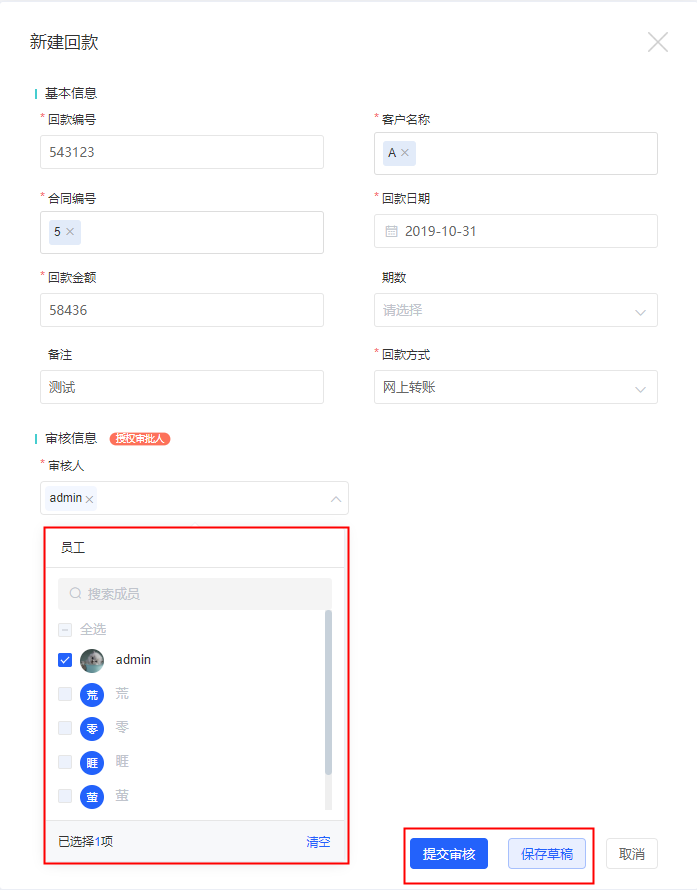 新建回款
基本信息
* 回款编号
* 客户名称
543123
A ×
* 合同编号
* 回款日期
5 ×
2019-10-31
* 回款金额
期数
58436
请选择
备注
* 回款方式
测试
网上转账
审核信息 授权审批人
* 审核人
admin ×
员工
搜索成员
全选
admin
荒 荒
零 零
眶 眶
萤 萤
已选择1项 清空
提交审核 保存草稿 取消